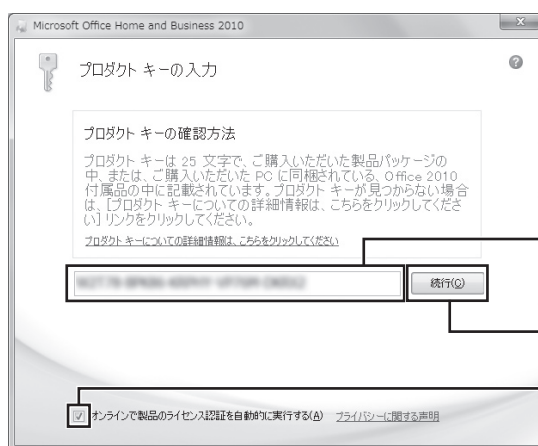 Microsoft Office Home and Business 2010
プロダクト キーの入力
プロダクト キーの確認方法
プロダクト キーは 25 文字で、ご購入いただいた製品パッケージの
中、または、ご購入いただいた PC に同梱されている、Office 2010
付属品の中に記載されています。プロダクト キーが見つからない場合
は、[プロダクト キーについての詳細情報は、こちらをクリックしてくださ
い] リンクをクリックしてください。
プロダクト キーについての詳細情報は、こちらをクリックしてください
続行(C)
オンラインで製品のライセンス認証を自動的に実行する(A) プライバシーに関する声明